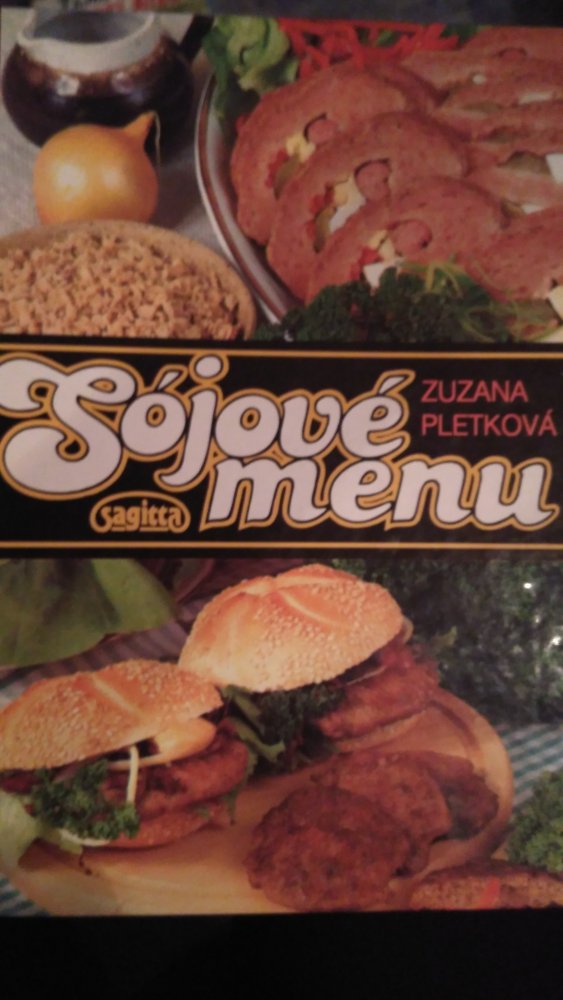 Sójové
menu
ZUZANA
PLETKOVÁ
sagitta